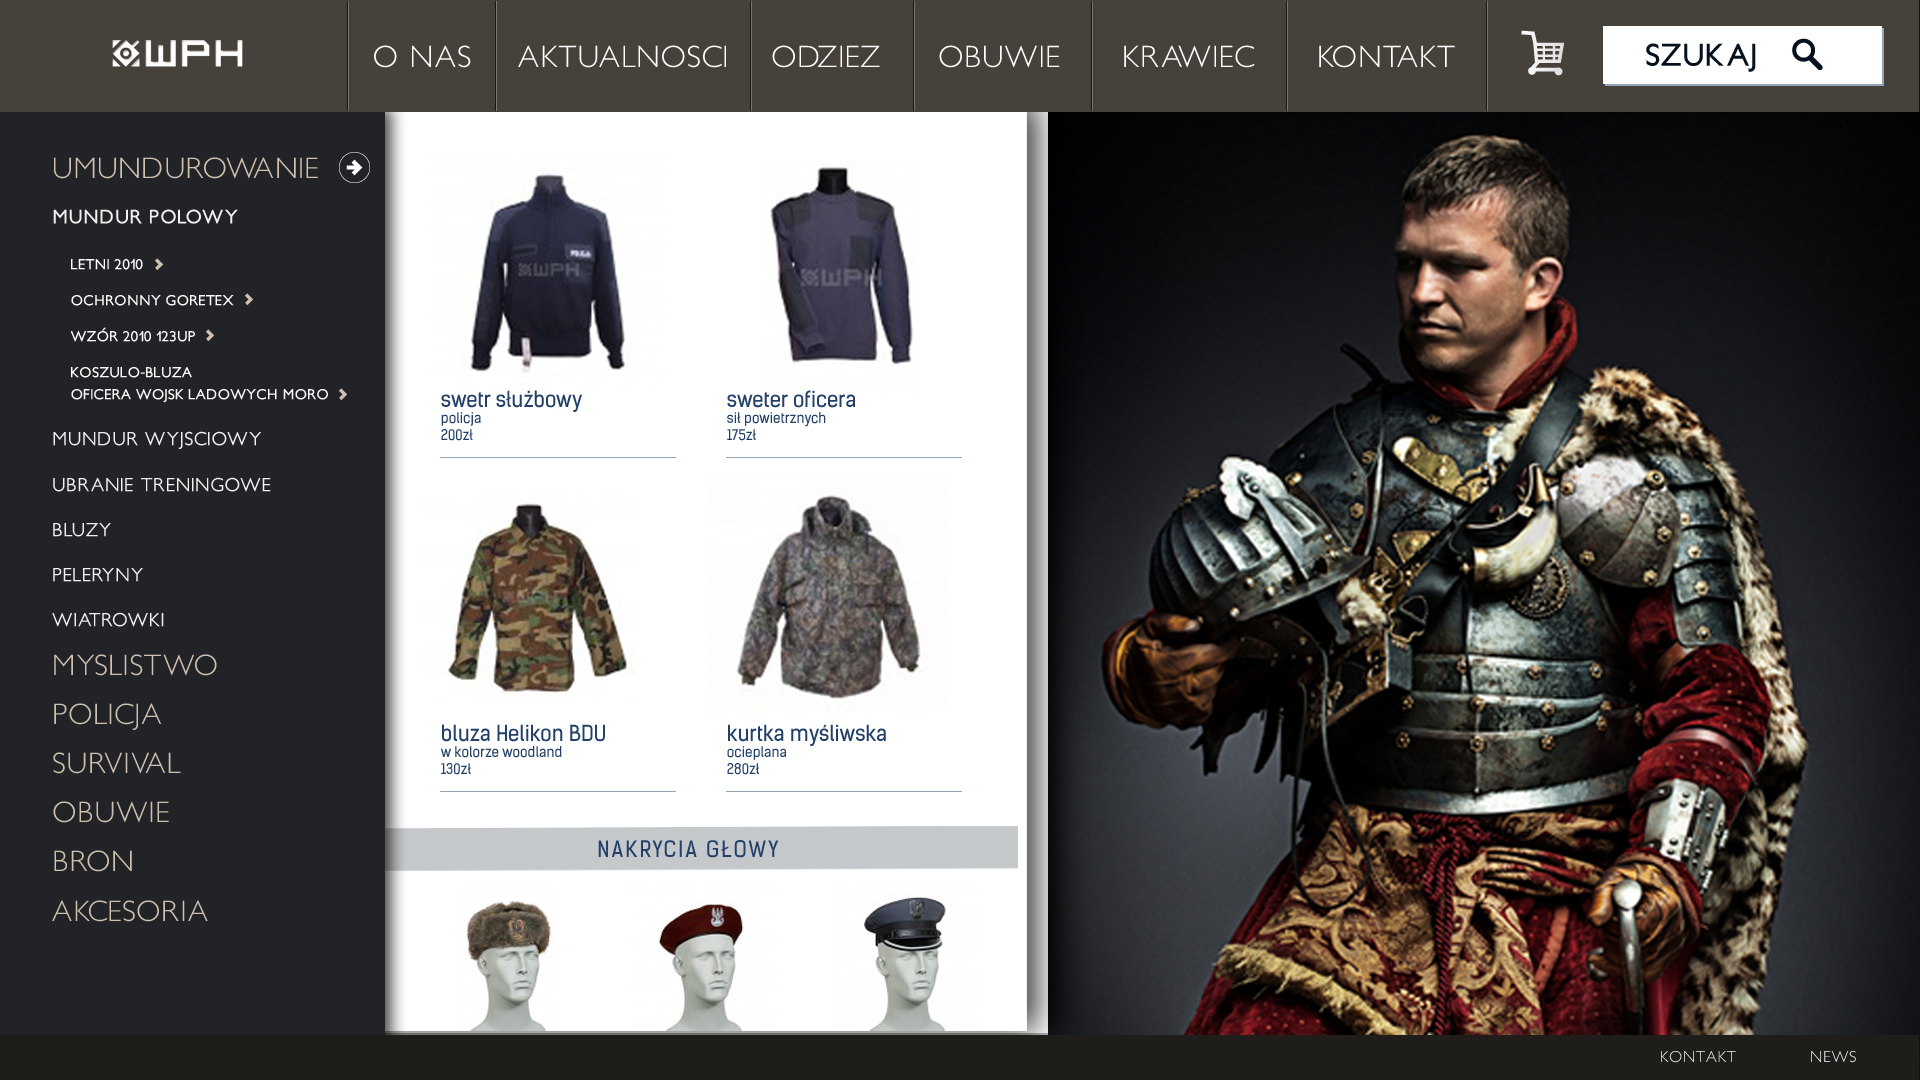 WPH
O NAS
AKTUALNOSCI
ODZIEZ
OBUWIE
KRAWIEC
KONTAKT
SZUKAJ
UMUNDUROWANIE
MUNDUR POLOWY
LETNI 2010
OCHRONNY GORETEX
WZÓR 2010 123UP
KOSZULO-BLUZA
OFICERA WOJSK LADOWYCH MORO
MUNDUR WYJSCIOWY
UBRANIE TRENINGOWE
BLUZY
PELERYNY
WIATROWKI
MYSLISTWO
POLICJA
SURVIVAL
OBUWIE
BRON
AKCESORIA
POLICJA
WPH
WPH
swetr służbowy
policja
200zł
sweter oficera
sił powietrznych
175zł
bluza Helikon BDU
w kolorze woodland
130zł
kurtka myśliwska
ocieplana
280zł
NAKRYCIA GŁOWY
KONTAKT
NEWS